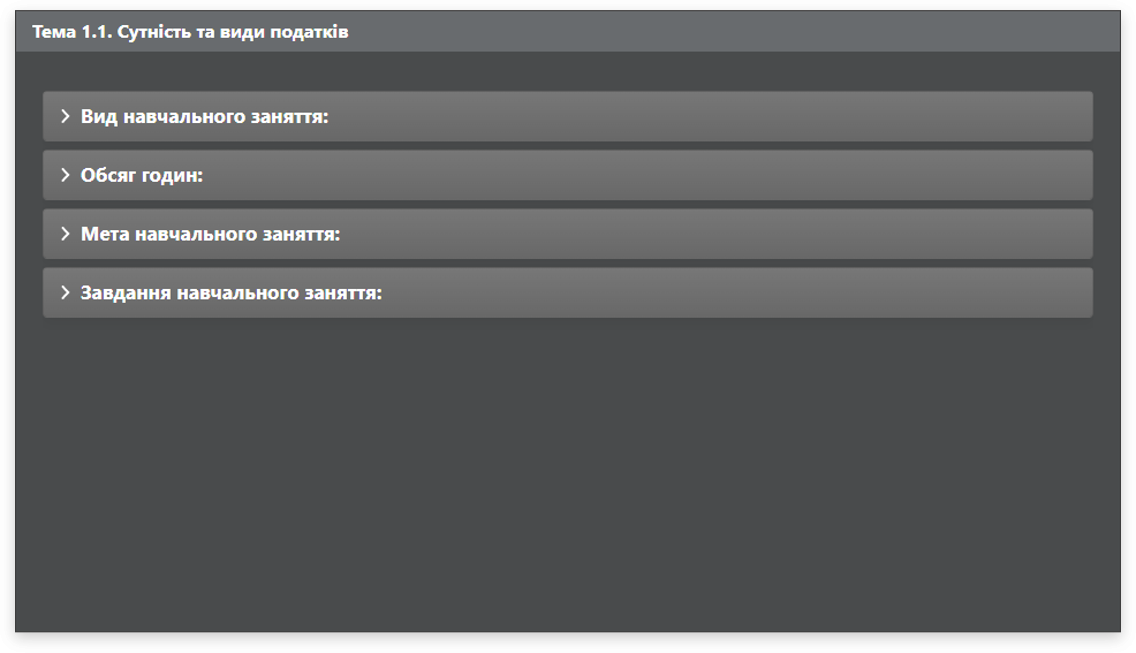 Тема 1.1. Сутність та види податків
Вид навчального заняття:
Обсяг годин:
Мета навчального заняття:
Завдання навчального заняття: